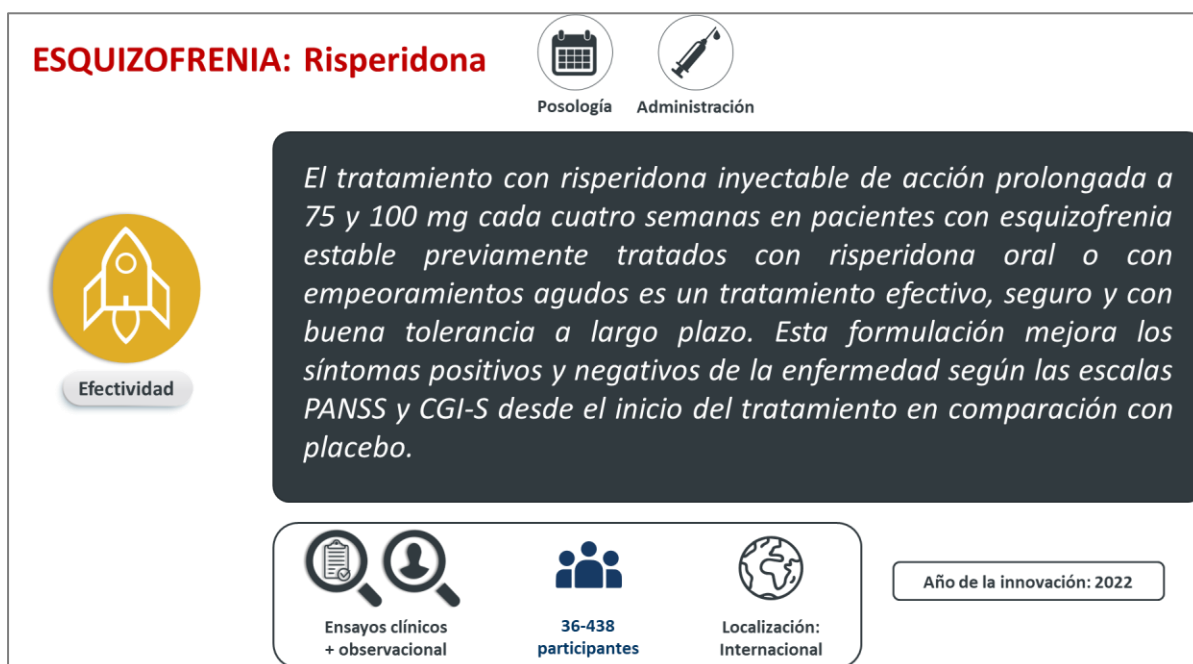 ESQUIZOFRENIA: Risperidona
Posología
Administración
El tratamiento con risperidona inyectable de acción prolongada a
75 y 100 mg cada cuatro semanas en pacientes con esquizofrenia
estable previamente tratados con risperidona oral o con
empeoramientos agudos es un tratamiento efectivo, seguro y con
buena tolerancia a largo plazo. Esta formulación mejora los
síntomas positivos y negativos de la enfermedad según las escalas
PANSS y CGI-S desde el inicio del tratamiento en comparación con
placebo.
Efectividad
Ensayos clínicos
+ observacional
36-438
participantes
Localización:
Internacional
Año de la innovación: 2022